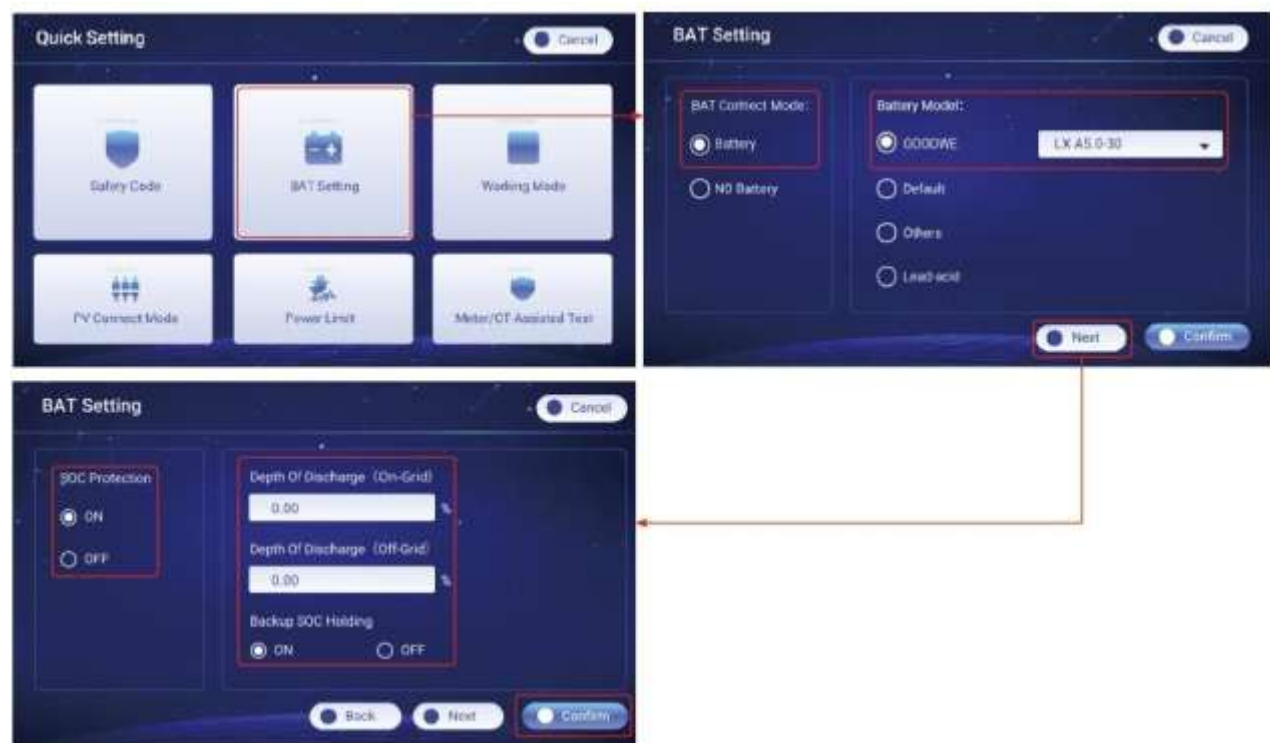 Quick Setting
Cancel
Safety Code
BAT Setting
Working Mode
PV Connect Mode
Power Limit
Meter/CT Assisted Test
BAT Setting
Cancel
BAT Connect Mode:
Battery
NO Battery
Battery Model:
GOODWE
LX A5.0-30
Default
Others
Lead-acid
Next
Confirm
BAT Setting
Cancel
SOC Protection
ON
OFF
Depth Of Discharge (On-Grid)
0.00 %
Depth Of Discharge (Off-Grid)
0.00 %
Backup SOC Holding
ON OFF
Back Next Confirm